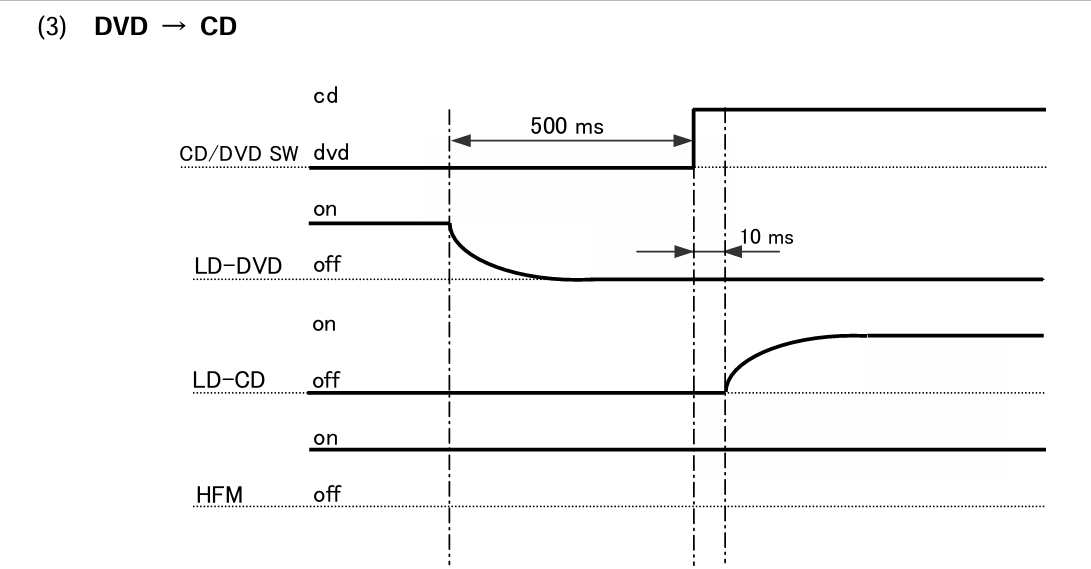 (3) DVD → CD
cd
500 ms
CD/DVD SW dvd
on
10 ms
LD-DVD off
on
LD-CD off
on
HFM off